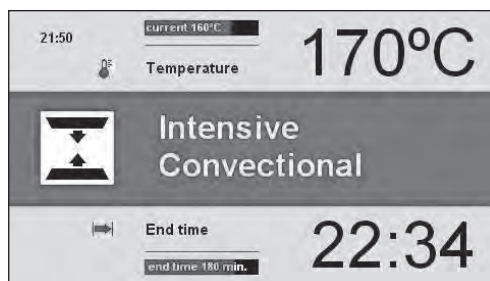 21:50
current 160°C
Temperature
170ºC
Intensive
Convectional
End time
end time 180 min.
22:34